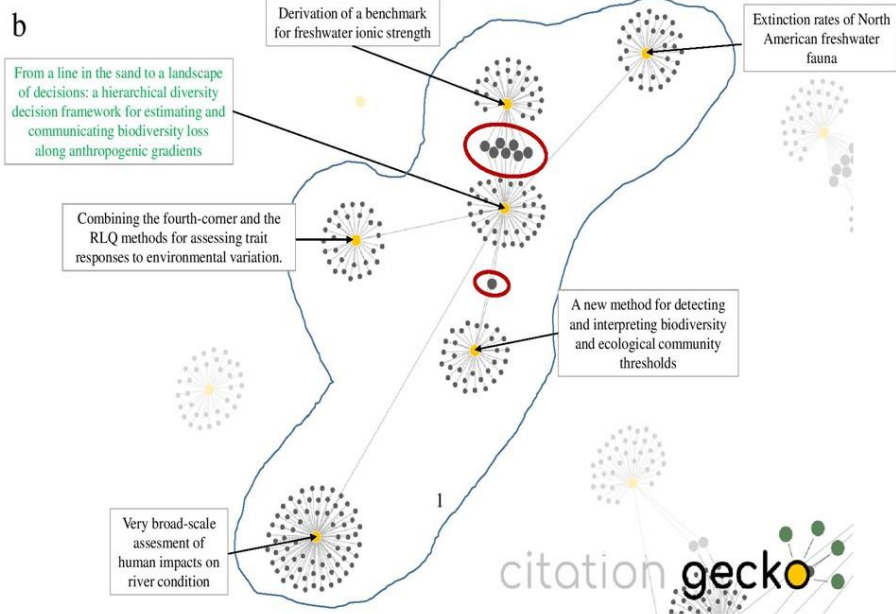 b
Derivation of a benchmark
for freshwater ionic strength
Extinction rates of North
American freshwater
fauna
From a line in the sand to a landscape
of decisions: a hierarchical diversity
decision framework for estimating and
communicating biodiversity loss
along anthropogenic gradients
Combining the fourth-corner and the
RLQ methods for assessing trait
responses to environmental variation.
A new method for detecting
and interpreting biodiversity
and ecological community
thresholds
Very broad-scale
assesment of
human impacts on
river condition
1
citation gecko